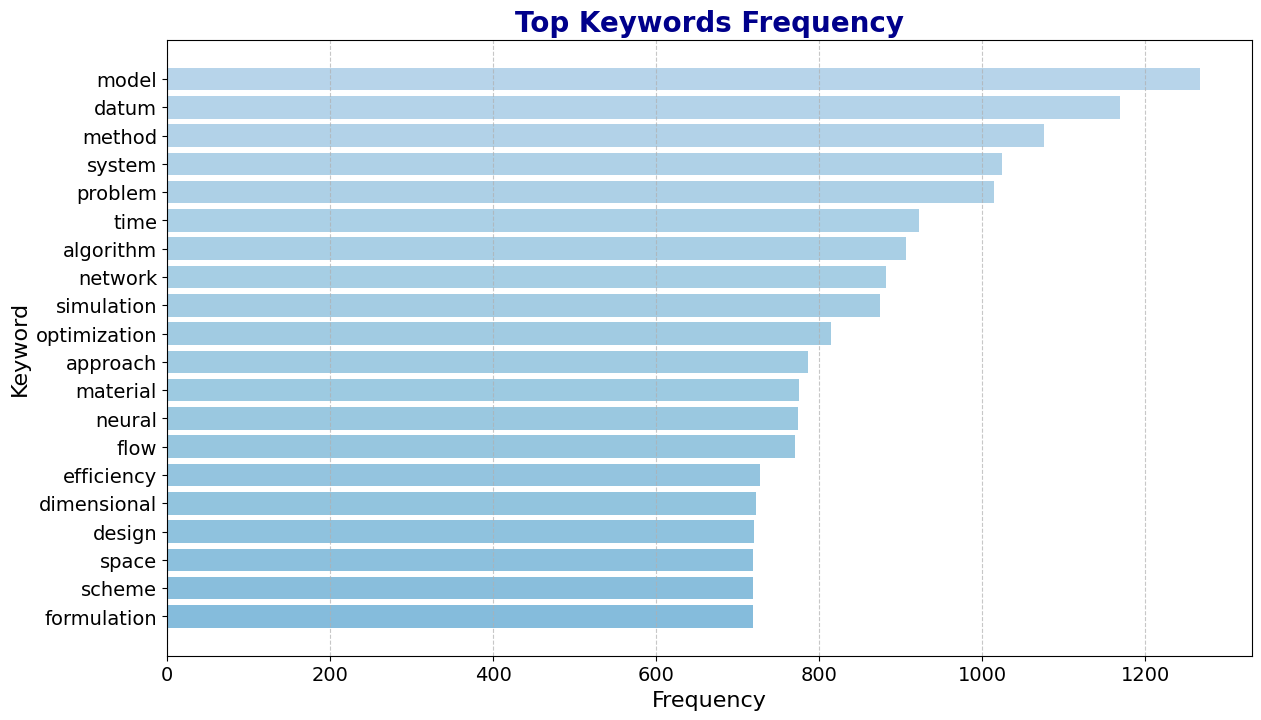 Top Keywords Frequency
Keyword
model
datum
method
system
problem
time
algorithm
network
simulation
optimization
approach
material
neural
flow
efficiency
dimensional
design
space
scheme
formulation
0 200 400 600 800 1000 1200
Frequency